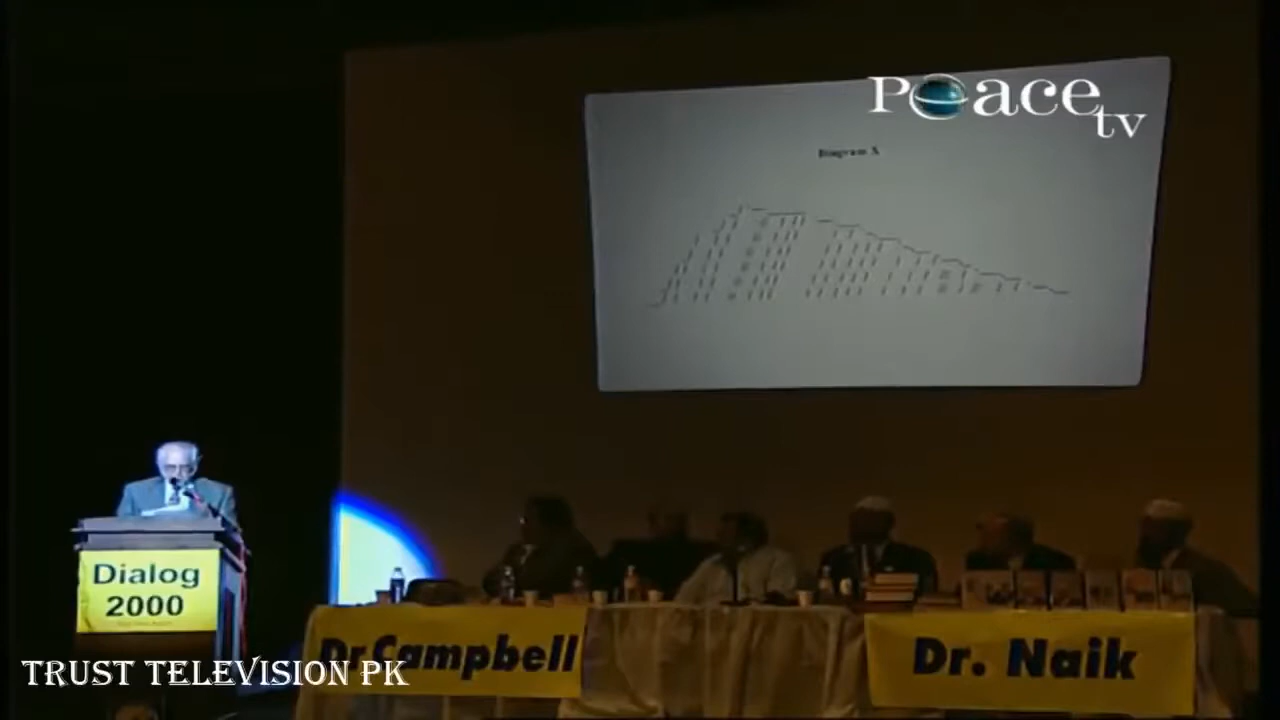 Peace tv
Diagram X
Dialog
2000
Dr.Campbell
Dr. Naik
TRUST TELEVISION PK